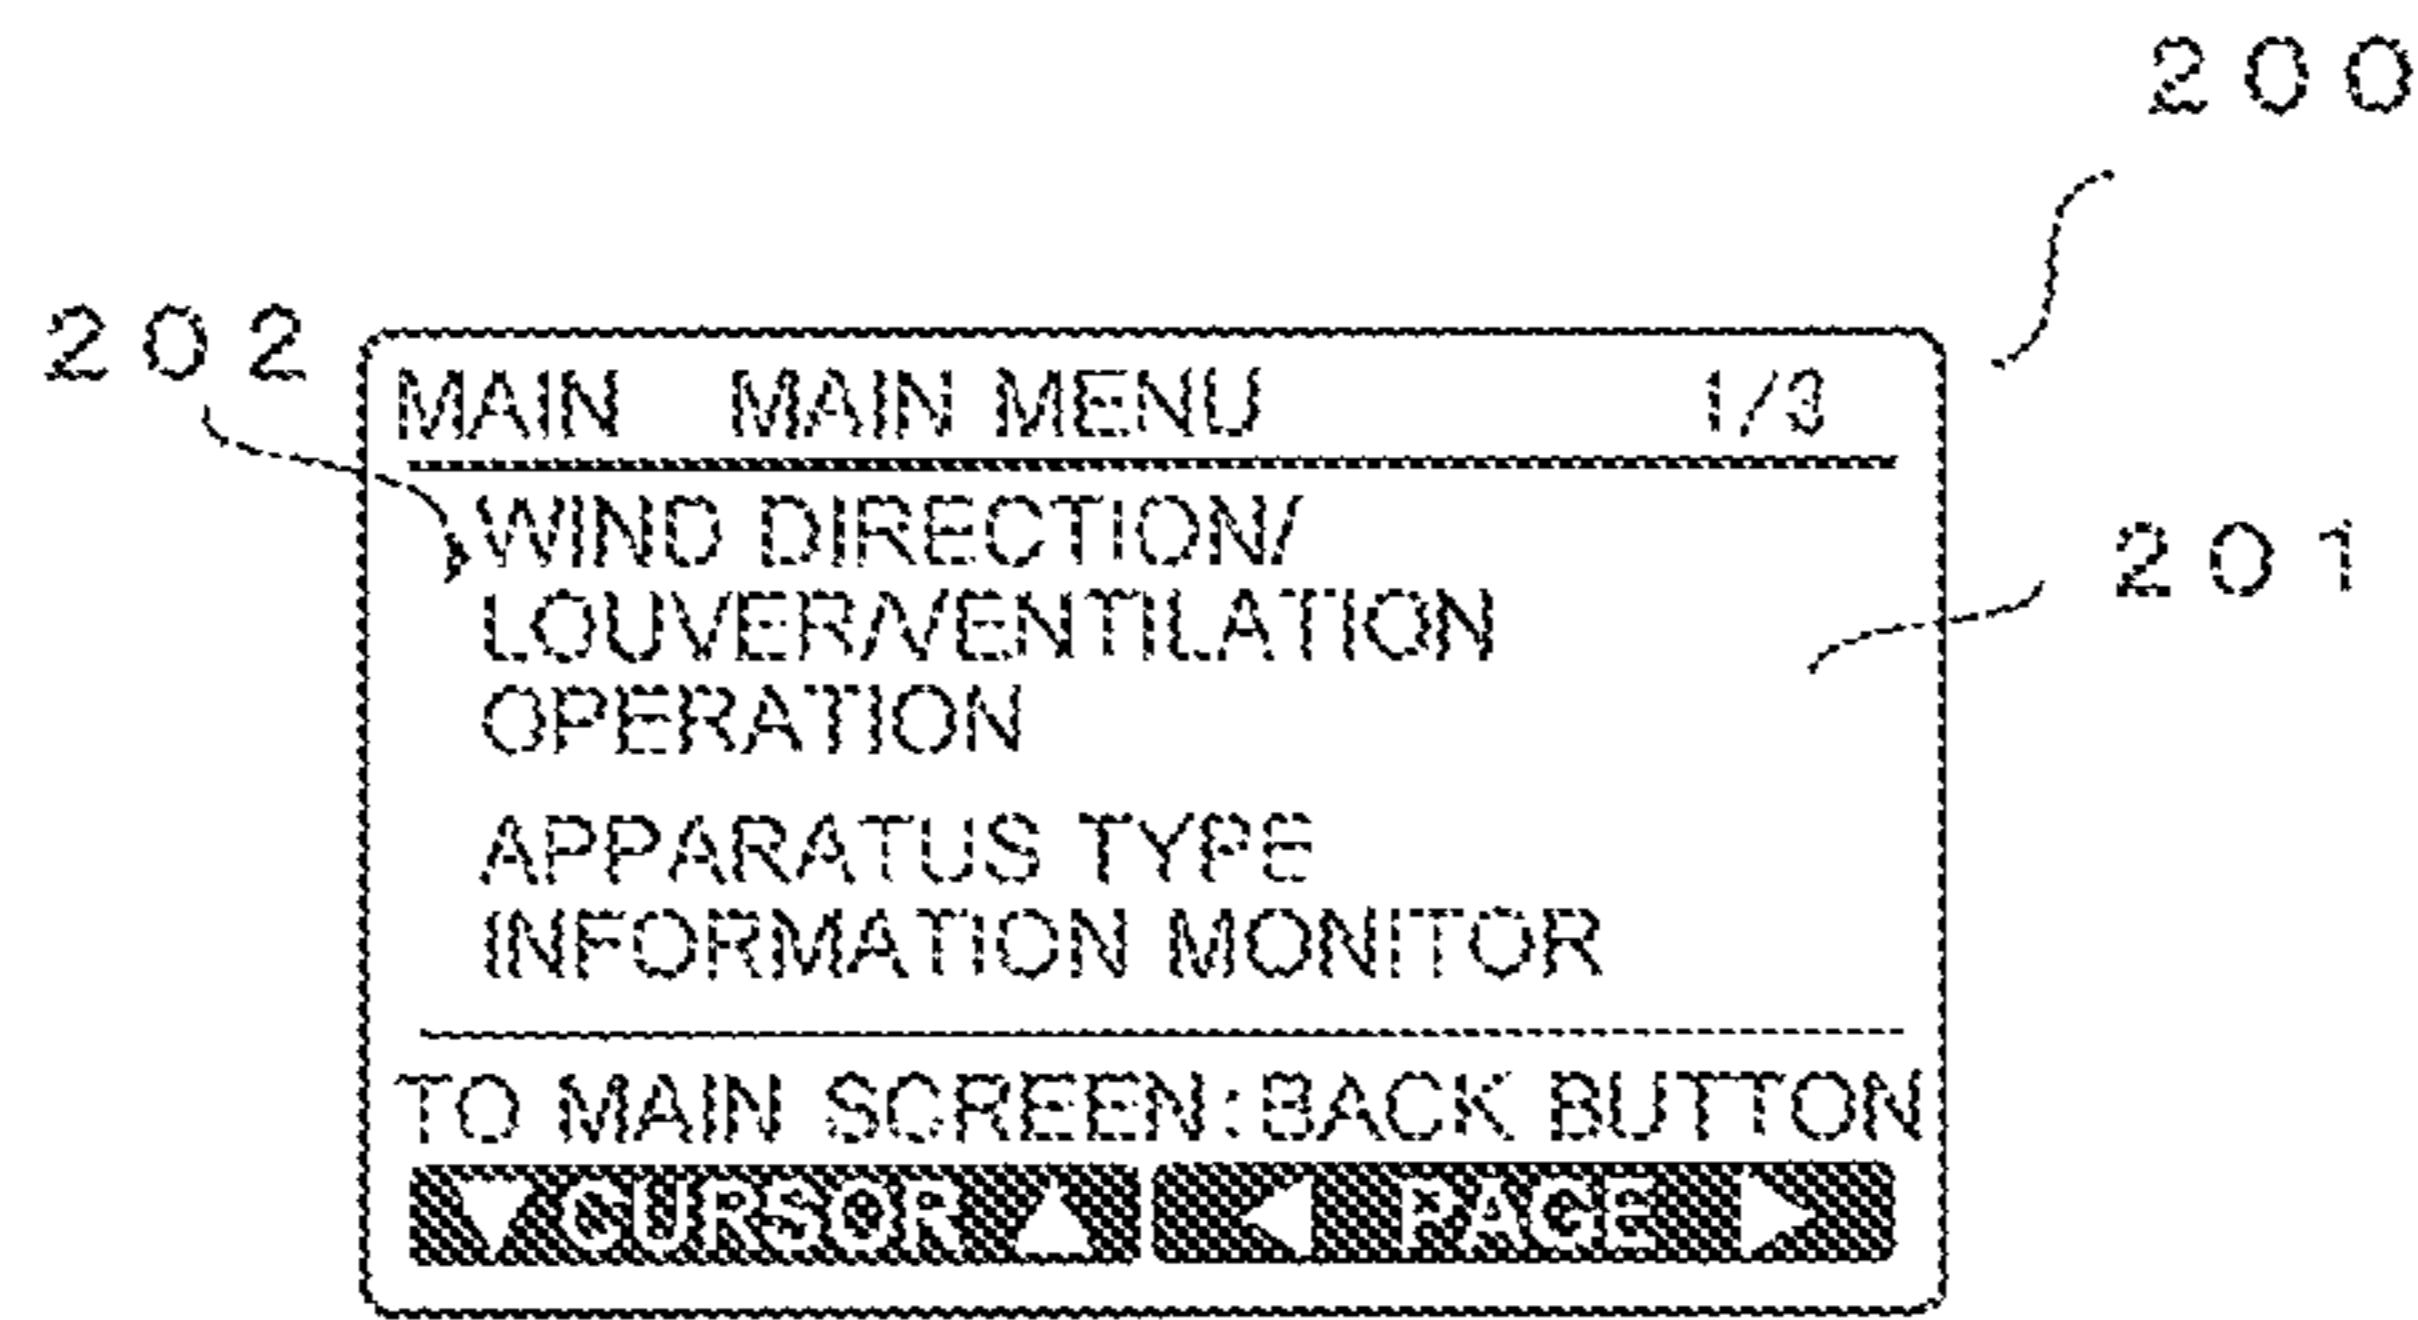 200
202
MAIN MAIN MENU 1/3
WIND DIRECTION/
LOUVER/VENTILATION
OPERATION
201
APPARATUS TYPE
INFORMATION MONITOR
TO MAIN SCREEN:BACK BUTTON
▼ CURSOR ▲ ◀ PAGE ▶